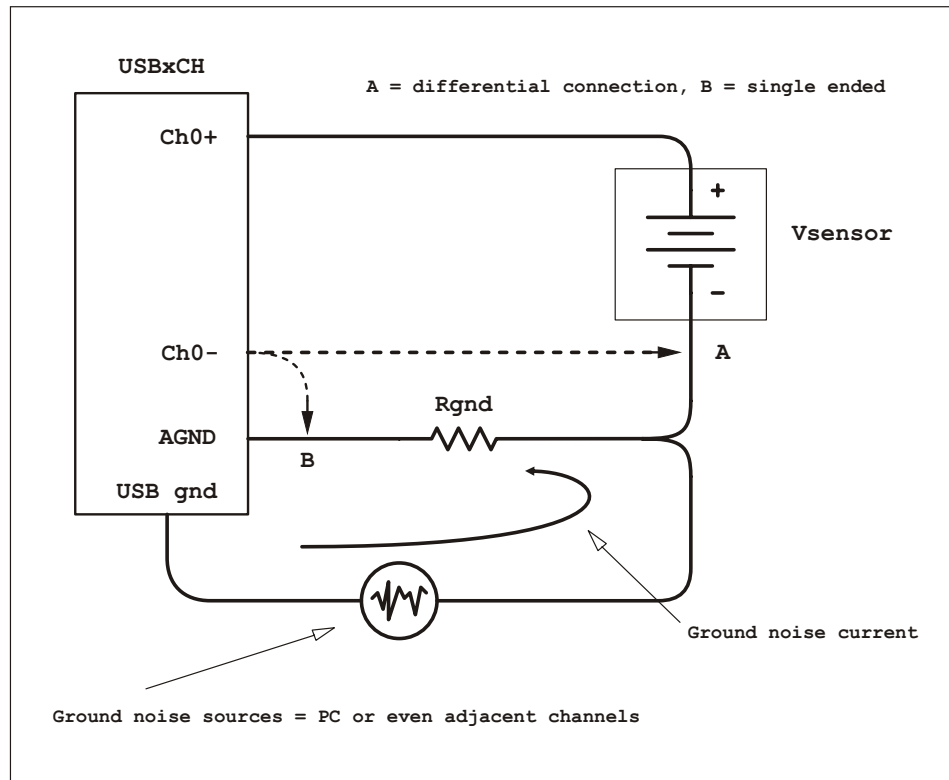 USBxCH
A = differential connection, B = single ended
Ch0+
+
Vsensor
−
Ch0-
A
Rgnd
AGND
B
USB gnd
Ground noise current
Ground noise sources = PC or even adjacent channels